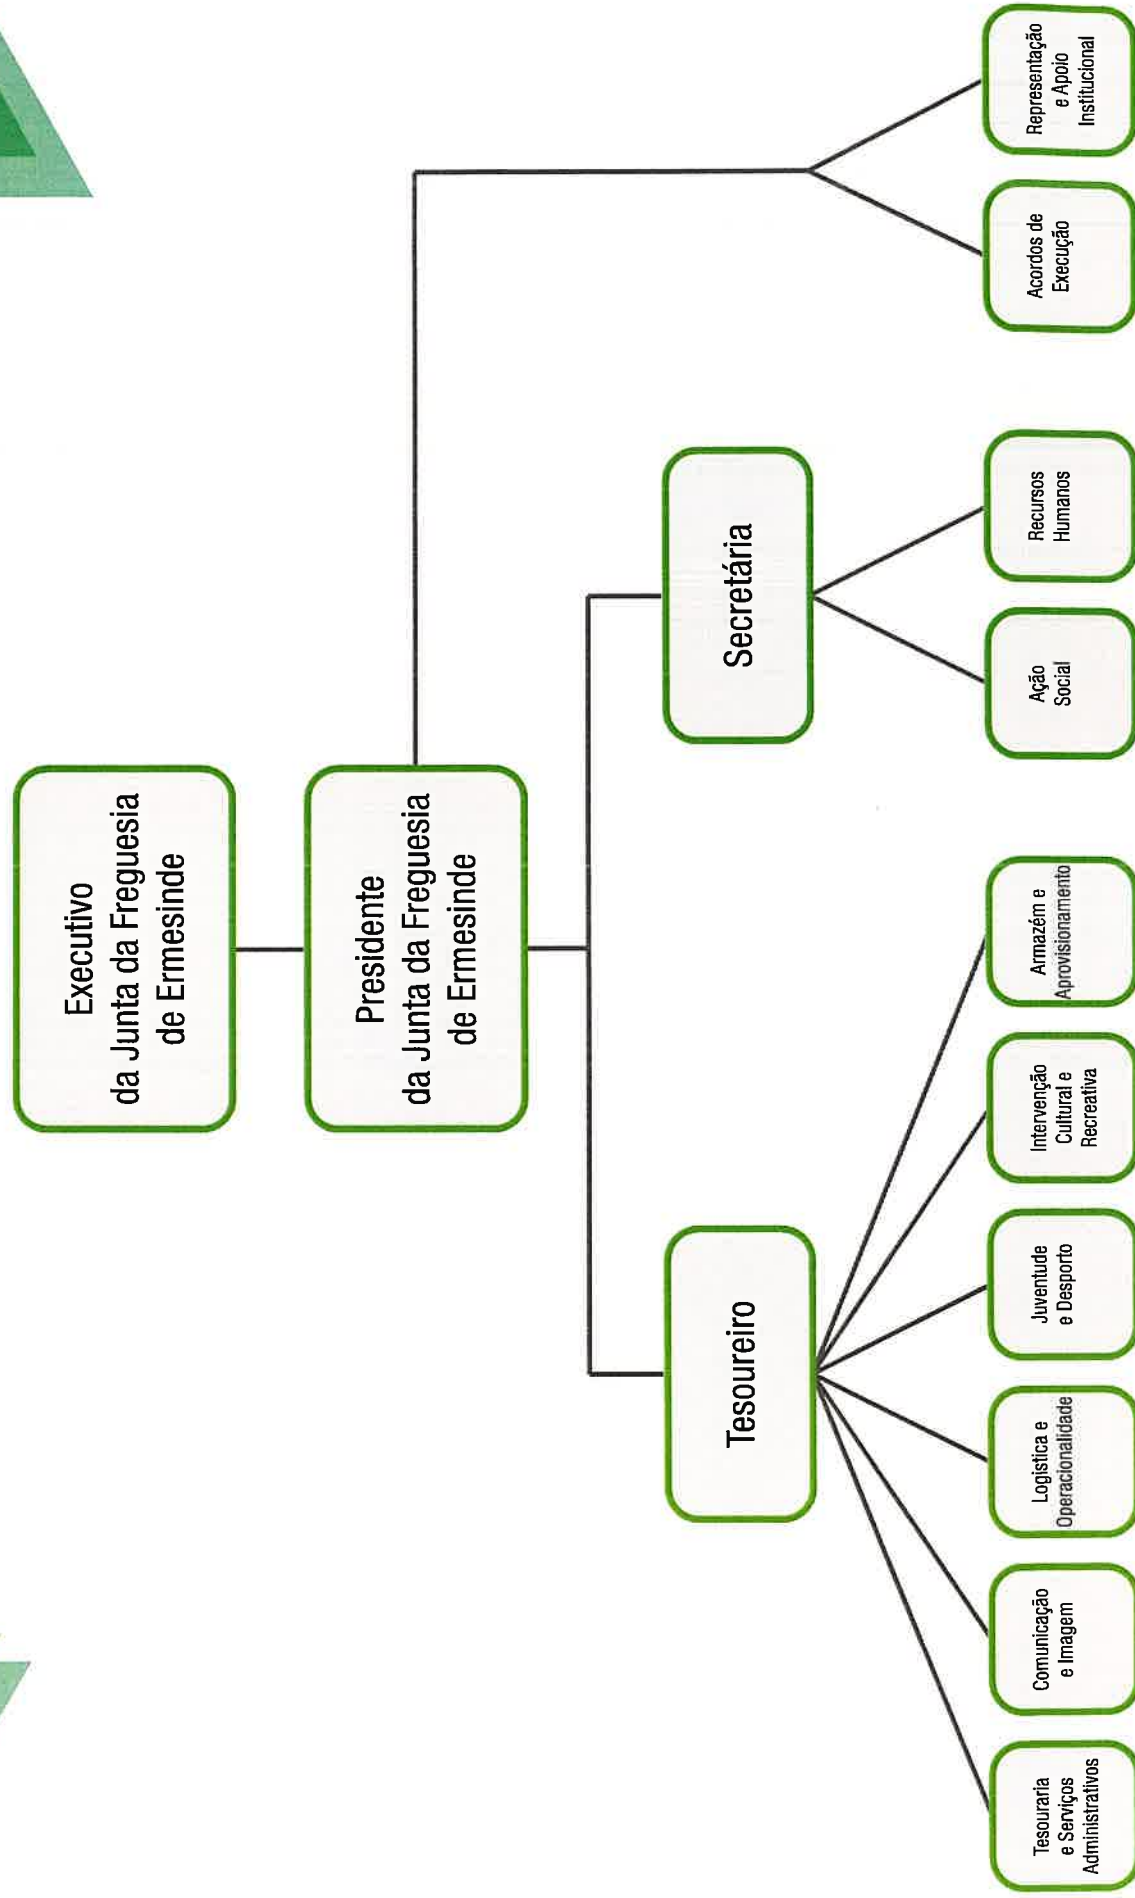 Executivo
da Junta da Freguesia
de Ermesinde
Presidente
da Junta da Freguesia
de Ermesinde
Tesoureiro
Secretária
Tesouraria
e Serviços
Administrativos
Comunicação
e Imagem
Logística e
Operacionalidade
Juventude
e Desporto
Intervenção
Cultural e
Recreativa
Armazém e
Aprovisionamento
Ação
Social
Recursos
Humanos
Acordos de
Execução
Representação
e Apoio
Institucional